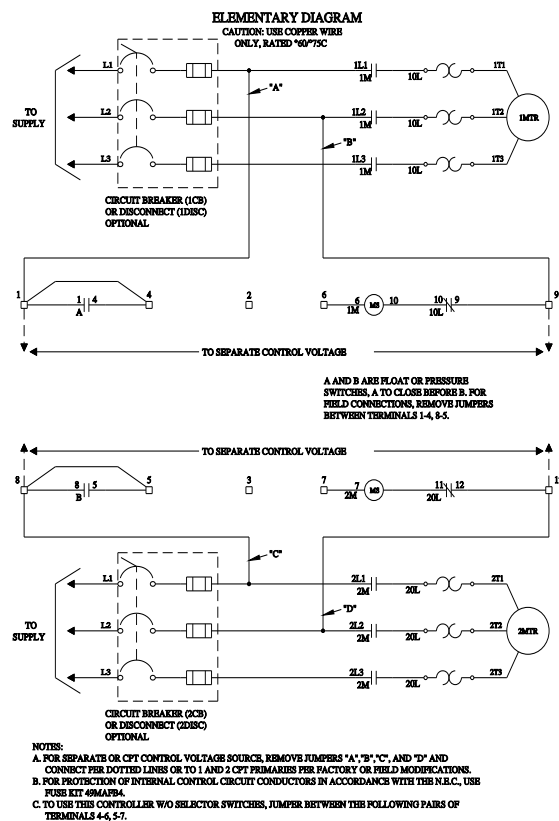 ELEMENTARY DIAGRAM
CAUTION: USE COPPER WIRE
ONLY, RATED °60/°75C
L1
1L1
1M
10L
1T1
"A"
TO
SUPPLY
L2
1L2
1M
10L
1T2
1MTR
"B"
L3
1L3
1M
10L
1T3
CIRCUIT BREAKER (1CB)
OR DISCONNECT (1DISC)
OPTIONAL
1
1
4
A
4
2
6
6
1M
MS
10
10
9
10L
9
TO SEPARATE CONTROL VOLTAGE
A AND B ARE FLOAT OR PRESSURE
SWITCHES, A TO CLOSE BEFORE B. FOR
FIELD CONNECTIONS, REMOVE JUMPERS
BETWEEN TERMINALS 1-4, 8-5.
TO SEPARATE CONTROL VOLTAGE
8
8
5
B
5
3
7
7
2M
MS
11
12
20L
"C"
L1
2L1
2M
20L
2T1
"D"
TO
SUPPLY
L2
2L2
2M
20L
2T2
2MTR
L3
2L3
2M
20L
2T3
CIRCUIT BREAKER (2CB)
OR DISCONNECT (2DISC)
OPTIONAL
NOTES:
A. FOR SEPARATE OR CPT CONTROL VOLTAGE SOURCE, REMOVE JUMPERS "A","B","C", AND "D" AND
CONNECT PER DOTTED LINES OR TO 1 AND 2 CPT PRIMARIES PER FACTORY OR FIELD MODIFICATIONS.
B. FOR PROTECTION OF INTERNAL CONTROL CIRCUIT CONDUCTORS IN ACCORDANCE WITH THE N.E.C., USE
FUSE KIT 49MAFB4.
C. TO USE THIS CONTROLLER W/O SELECTOR SWITCHES, JUMPER BETWEEN THE FOLLOWING PAIRS OF
TERMINALS 4-6, 5-7.